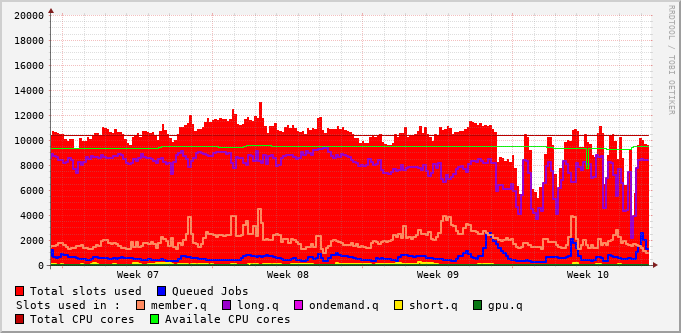 20000
18000
16000
14000
12000
10000
8000
6000
4000
2000
0
Week 07 Week 08 Week 09 Week 10
RRDTOOL / TOBI OETIKER
Total slots used Queued Jobs
Slots used in : member.q long.q ondemand.q short.q gpu.q
Total CPU cores Availale CPU cores